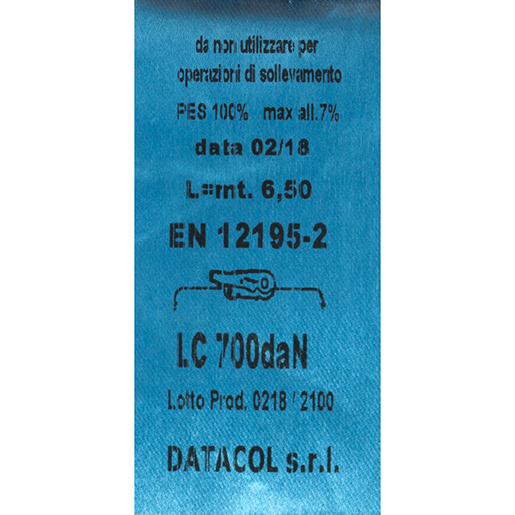 da non utilizzare per
operazioni di sollevamento
PES 100% max all.7%
data 02/18
L=mt. 6,50
EN 12195-2
LC 700daN
Lotto Prod. 0218 / 2100
DATACOL s.r.l.